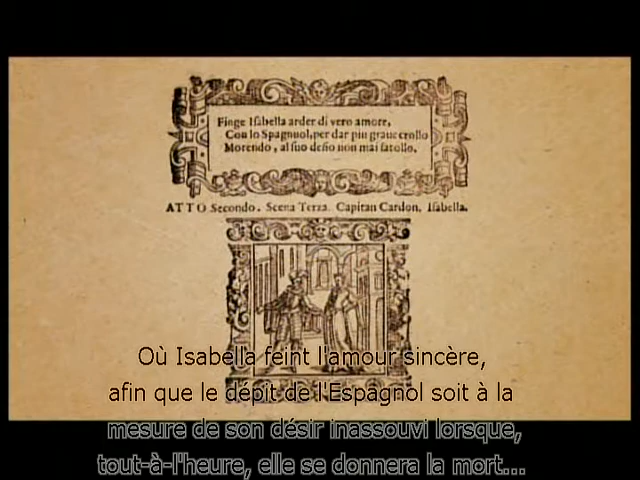 Finge Isabella arder di vero amore,
Con lo Spagnuol, per dar piu graue crollo
Morendo, al suo desio non mai satollo.
ATTO Secondo. Scena Terza. Capitan Cardon. Isabella.
Où Isabella feint l'amour sincère,
afin que le dépit de l'Espagnol soit à la
mesure de son désir inassouvi lorsque,
tout-à-l'heure, elle se donnera la mort...